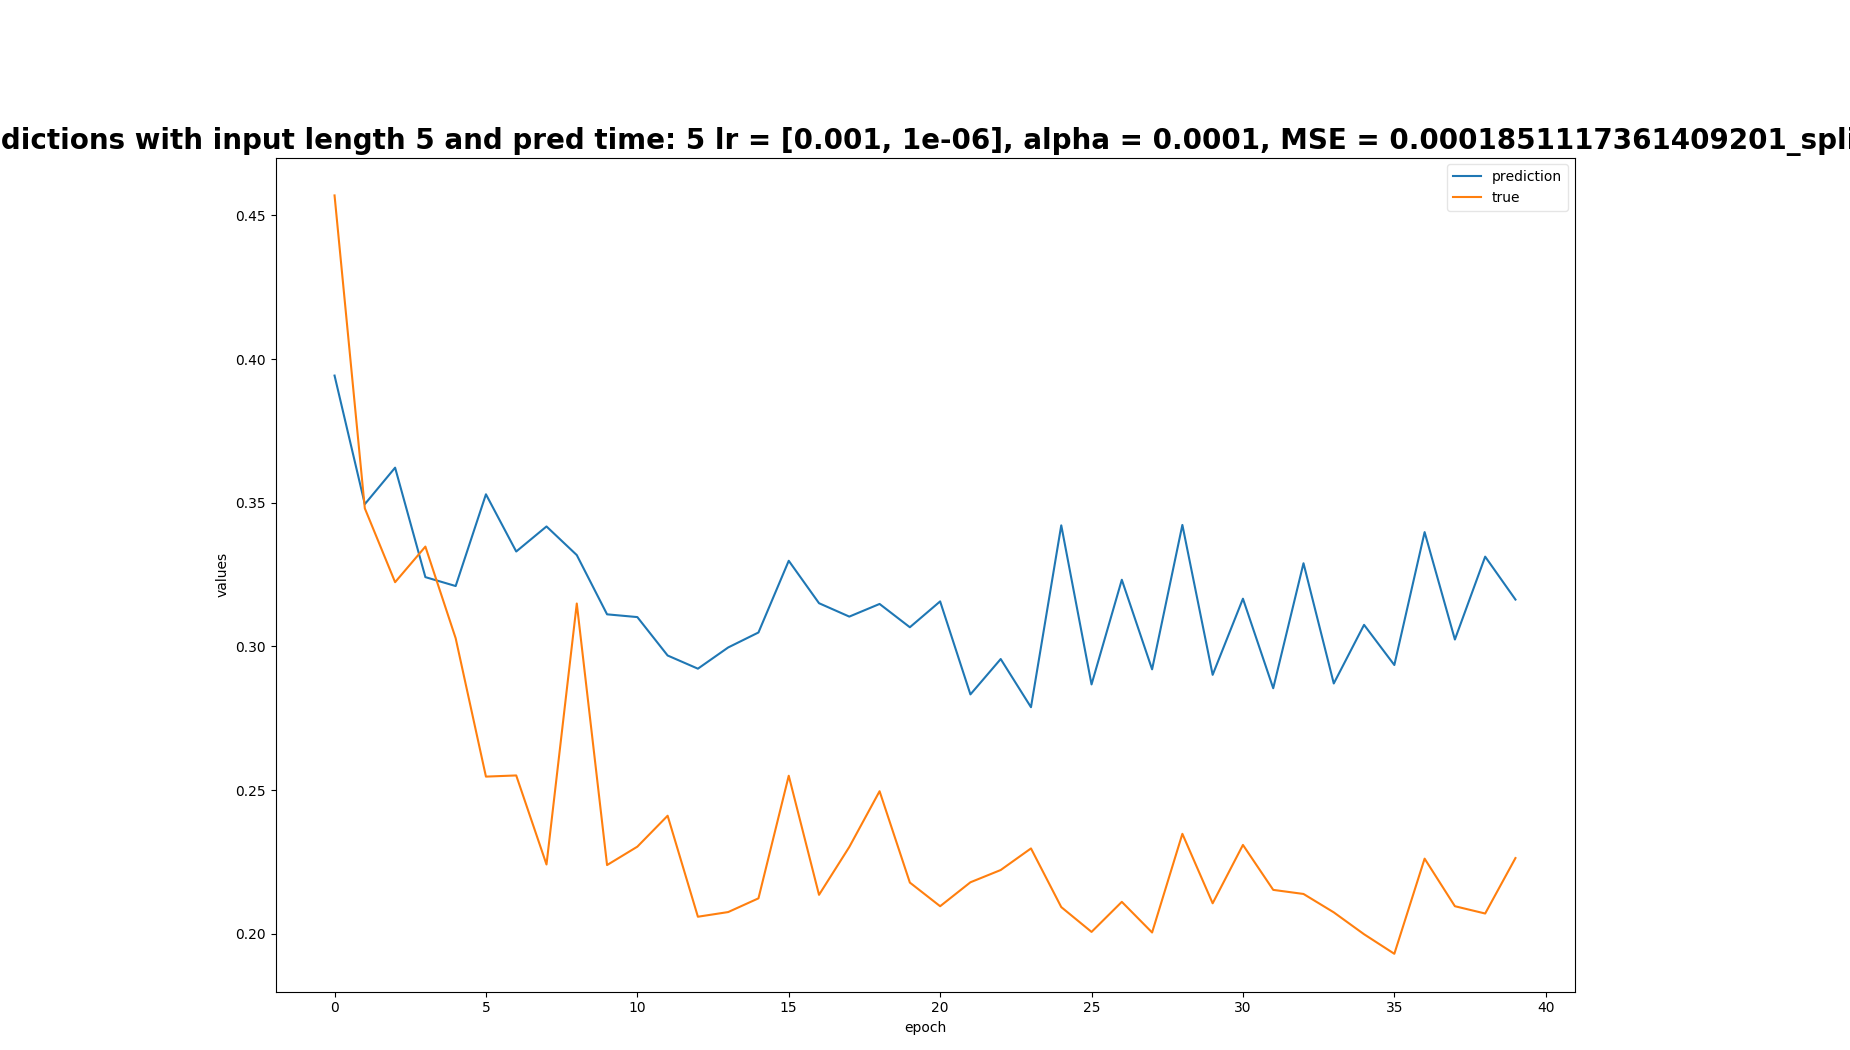 dictions with input length 5 and pred time: 5 lr = [0.001, 1e-06], alpha = 0.0001, MSE = 0.0001851117361409201_spli
prediction
true
0.45
0.40
0.35
0.30
0.25
0.20
values
0 5 10 15 20 25 30 35 40
epoch